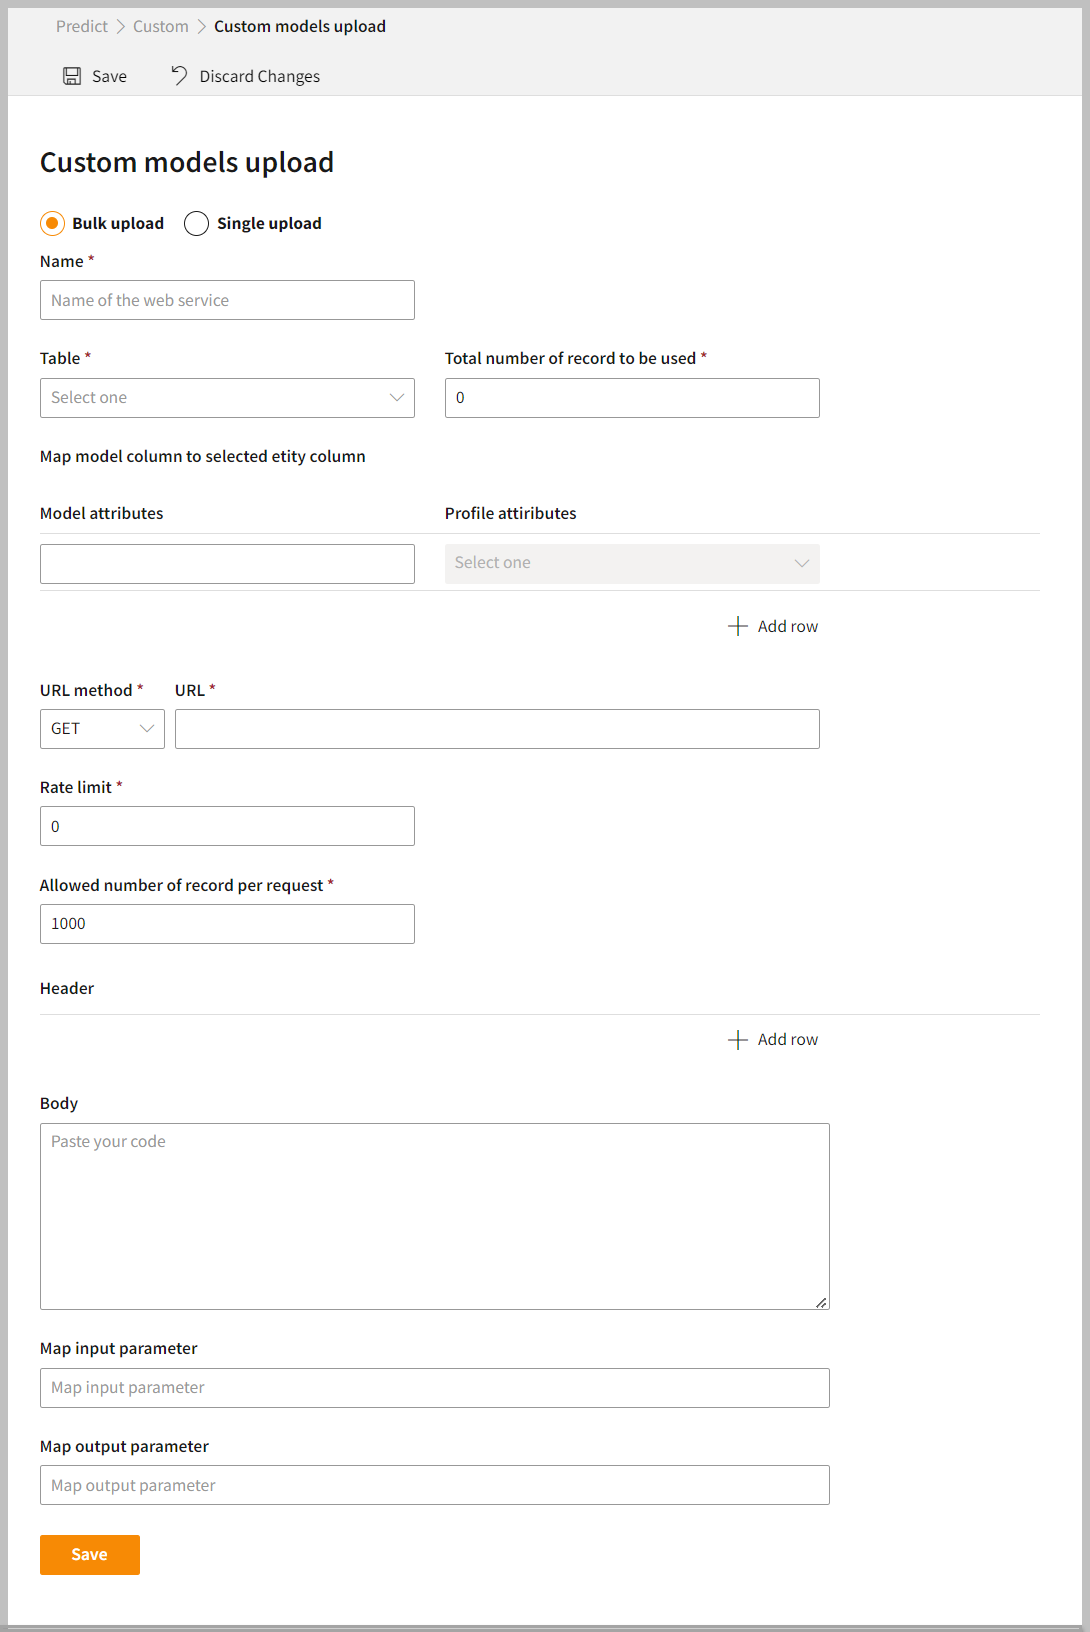 Predict > Custom > Custom models upload
Save Discard Changes
Custom models upload
Bulk upload Single upload
Name *
Name of the web service
Table * Total number of record to be used *
Select one 0
Map model column to selected etity column
Model attributes Profile attiributes
Select one
Add row
URL method * URL *
GET
Rate limit *
0
Allowed number of record per request *
1000
Header
Add row
Body
Paste your code
Map input parameter
Map input parameter
Map output parameter
Map output parameter
Save